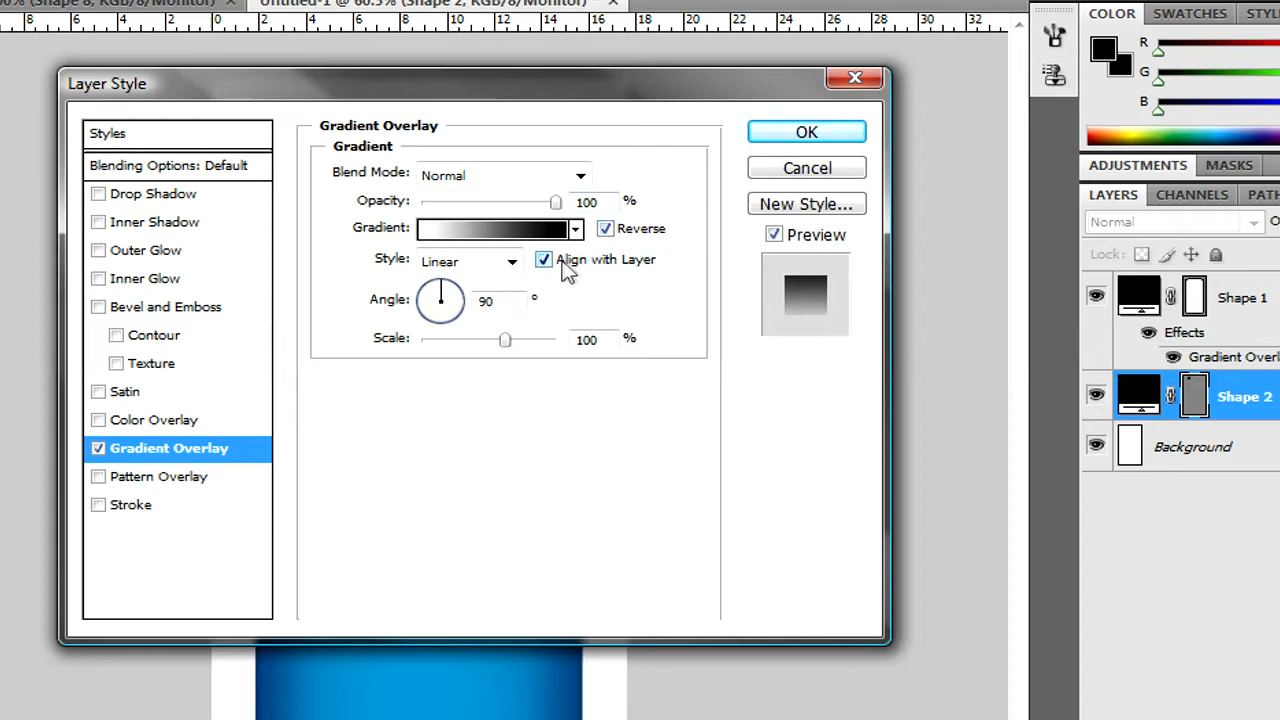 00% (Shape 8, RGB/8/Monitor)
Untitled-1 @ 60.5% (Shape 2, RGB/8/Monitor) *
8 6 4 2 0 2 4 6 8 10 12 14 16 18 20 22 24 26 28 30 32
COLOR SWATCHES STYL
R
G
B
ADJUSTMENTS MASKS
LAYERS CHANNELS PATH
Normal
Lock:
Shape 1
Effects
Gradient Overl
Shape 2
Background
Layer Style
Styles
Blending Options: Default
Drop Shadow
Inner Shadow
Outer Glow
Inner Glow
Bevel and Emboss
Contour
Texture
Satin
Color Overlay
Gradient Overlay
Pattern Overlay
Stroke
Gradient Overlay
Gradient
Blend Mode: Normal
Opacity: 100 %
Gradient: Reverse
Style: Linear Align with Layer
Angle: 90 °
Scale: 100 %
OK
Cancel
New Style...
Preview